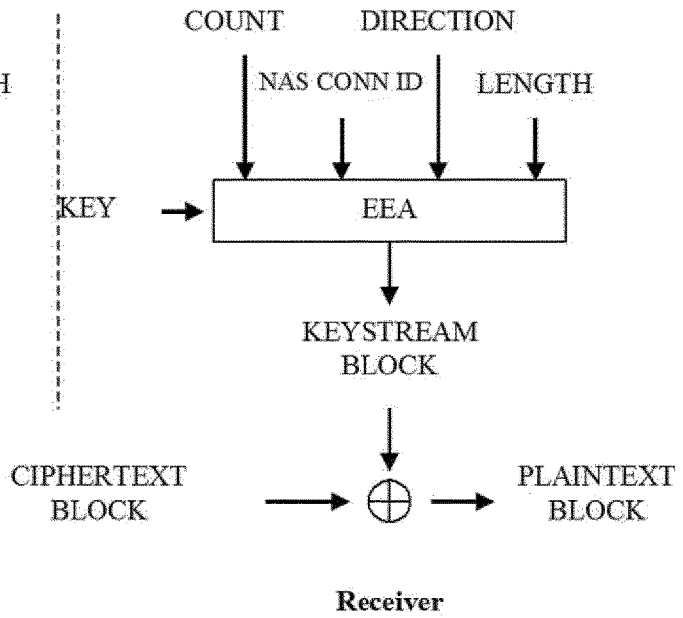 COUNT DIRECTION
H NAS CONN ID LENGTH
KEY EEA
KEYSTREAM
BLOCK
CIPHERTEXT PLAINTEXT
BLOCK BLOCK
Receiver